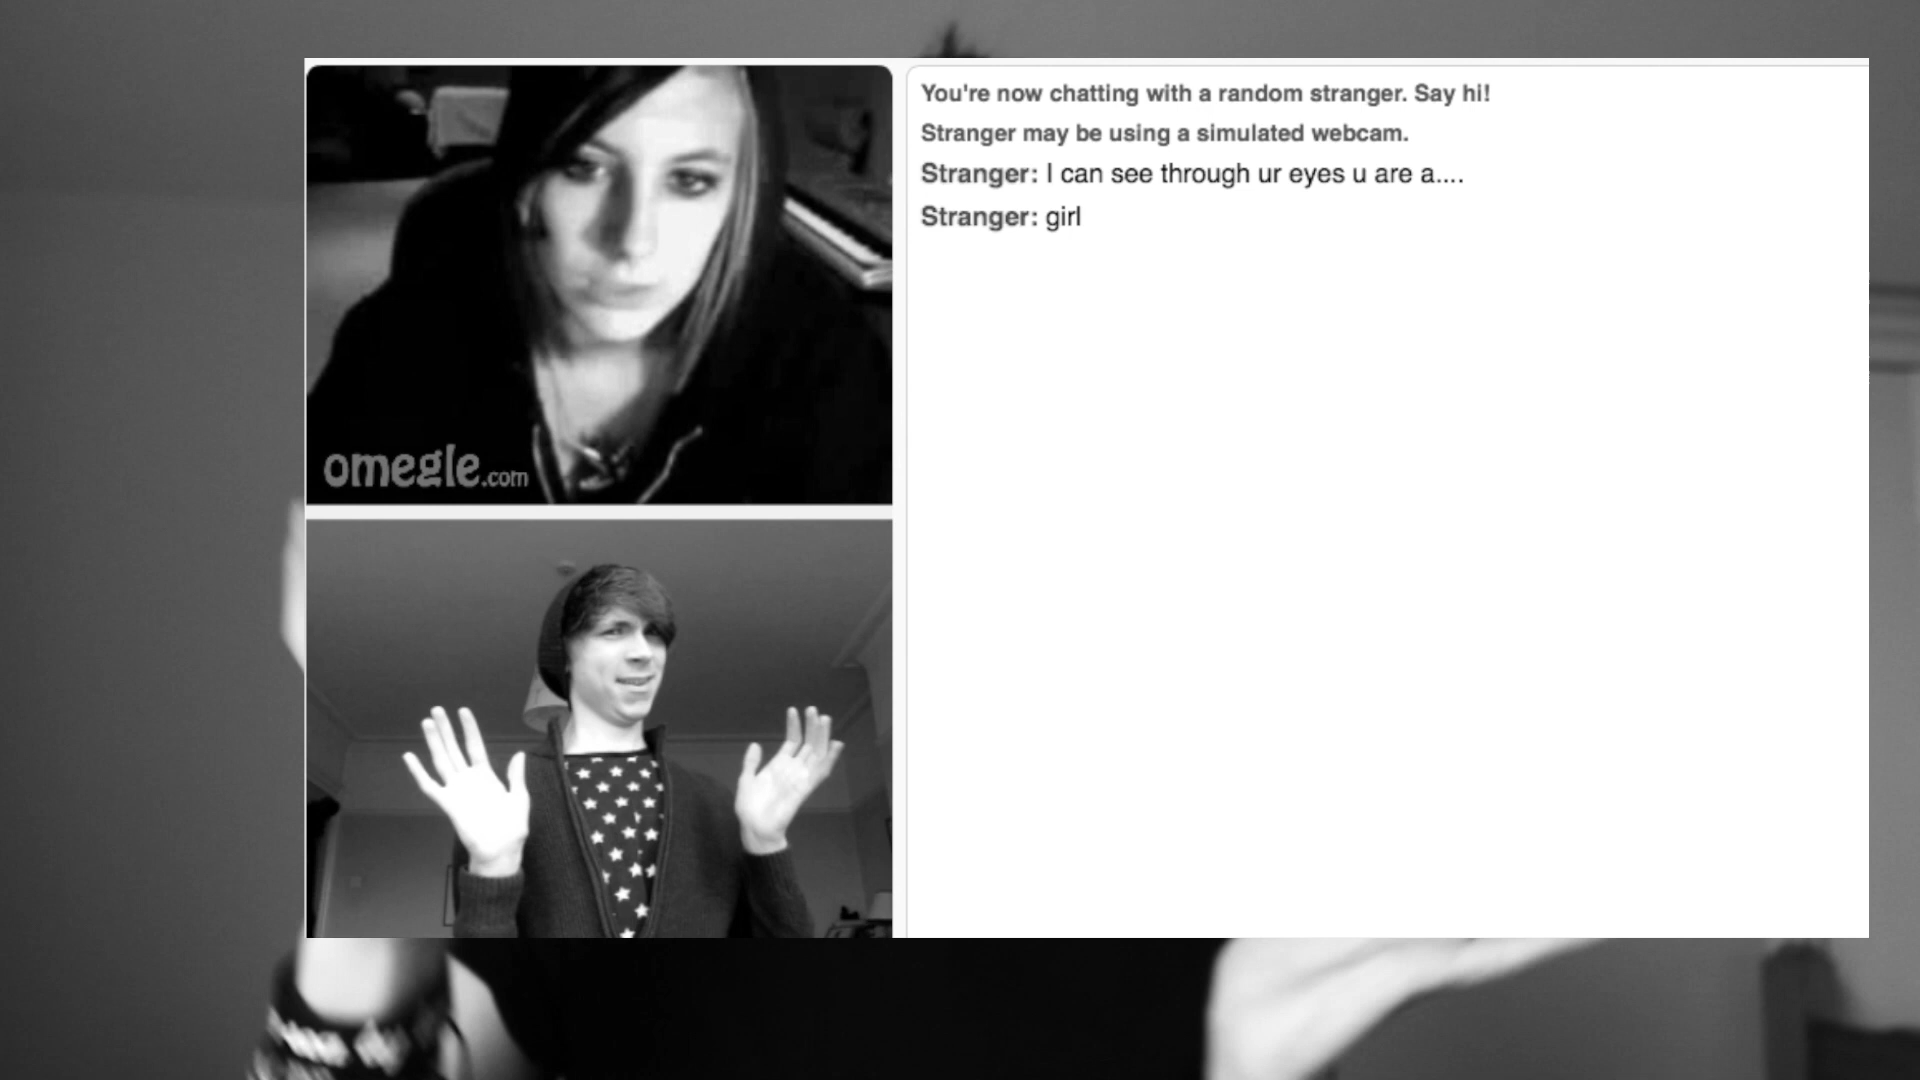 You're now chatting with a random stranger. Say hi!
Stranger may be using a simulated webcam.
Stranger: I can see through ur eyes u are a....
Stranger: girl
omegle.com